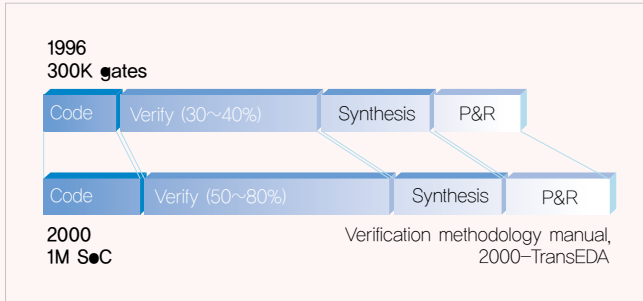 1996
300K gates
Code Verify (30~40%) Synthesis P&R
Code Verify (50~80%) Synthesis P&R
2000
1M SoC
Verification methodology manual,
2000-TransEDA